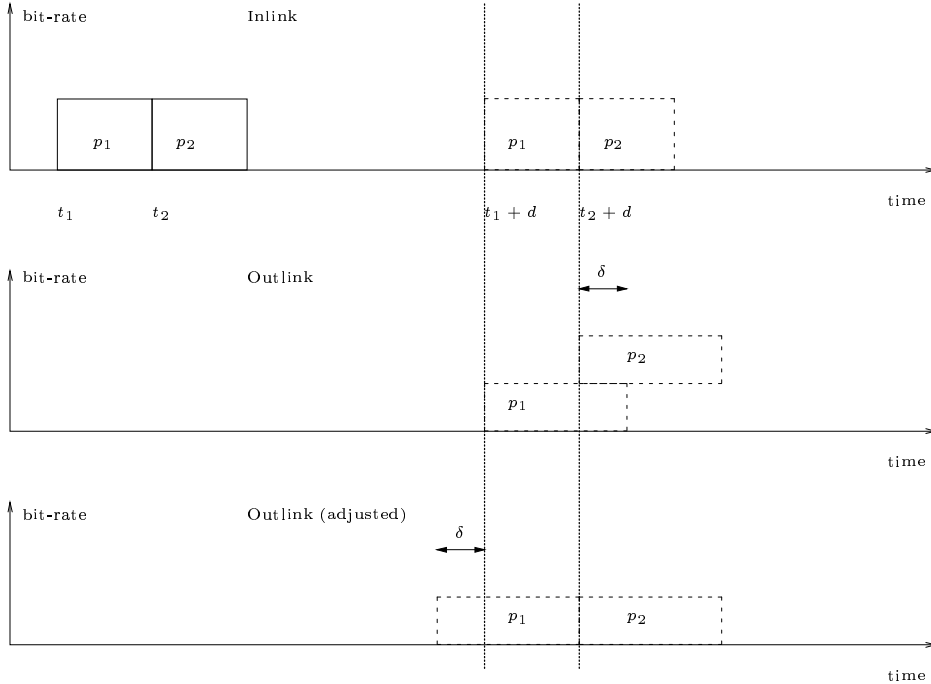 bit-rate Inlink
p₁ p₂ p₁ p₂
time
t₁ t₂ t₁ + d t₂ + d
bit-rate Outlink
δ
p₂
p₁
time
bit-rate Outlink (adjusted)
δ
p₁ p₂
time